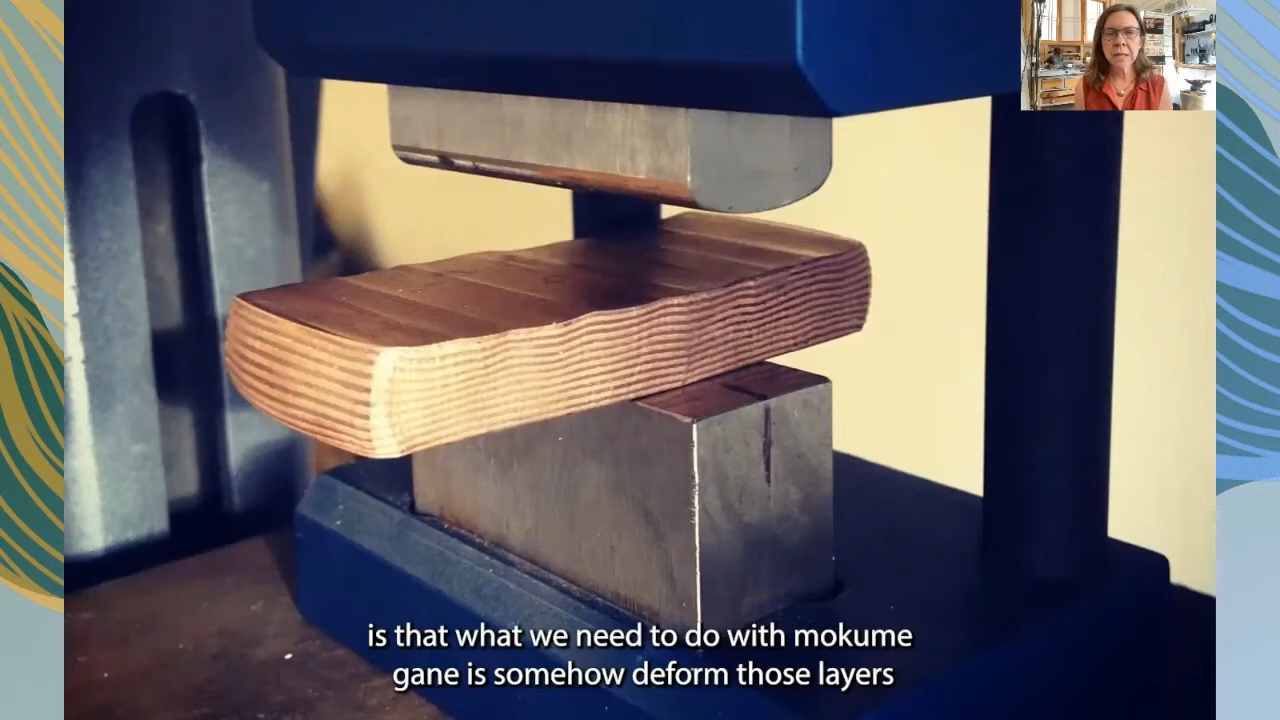 is that what we need to do with mokume
gane is somehow deform those layers